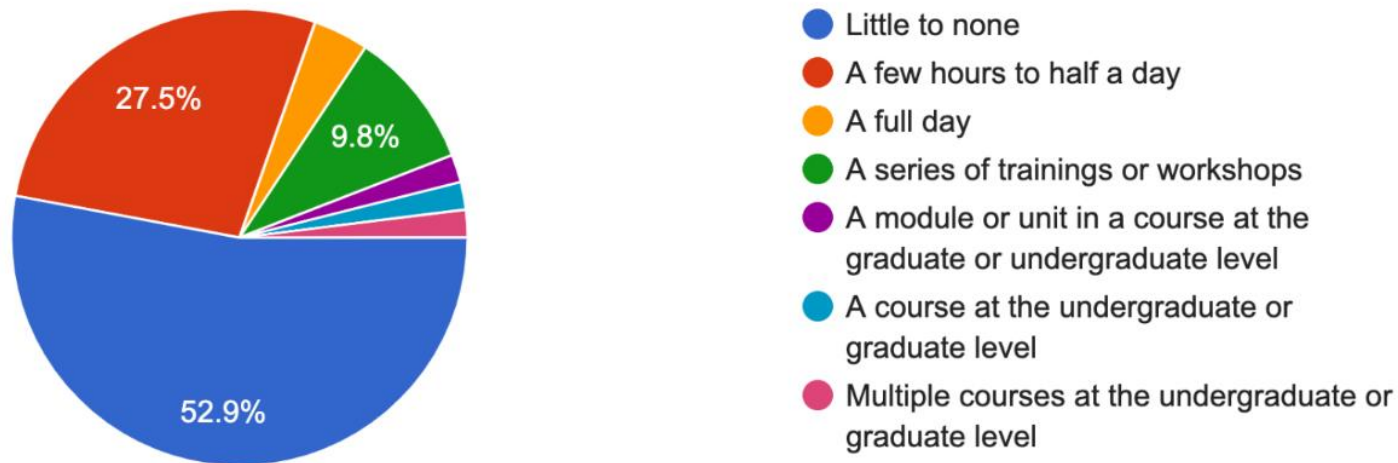 27.5%
9.8%
52.9%
Little to none
A few hours to half a day
A full day
A series of trainings or workshops
A module or unit in a course at the
graduate or undergraduate level
A course at the undergraduate or
graduate level
Multiple courses at the undergraduate or
graduate level